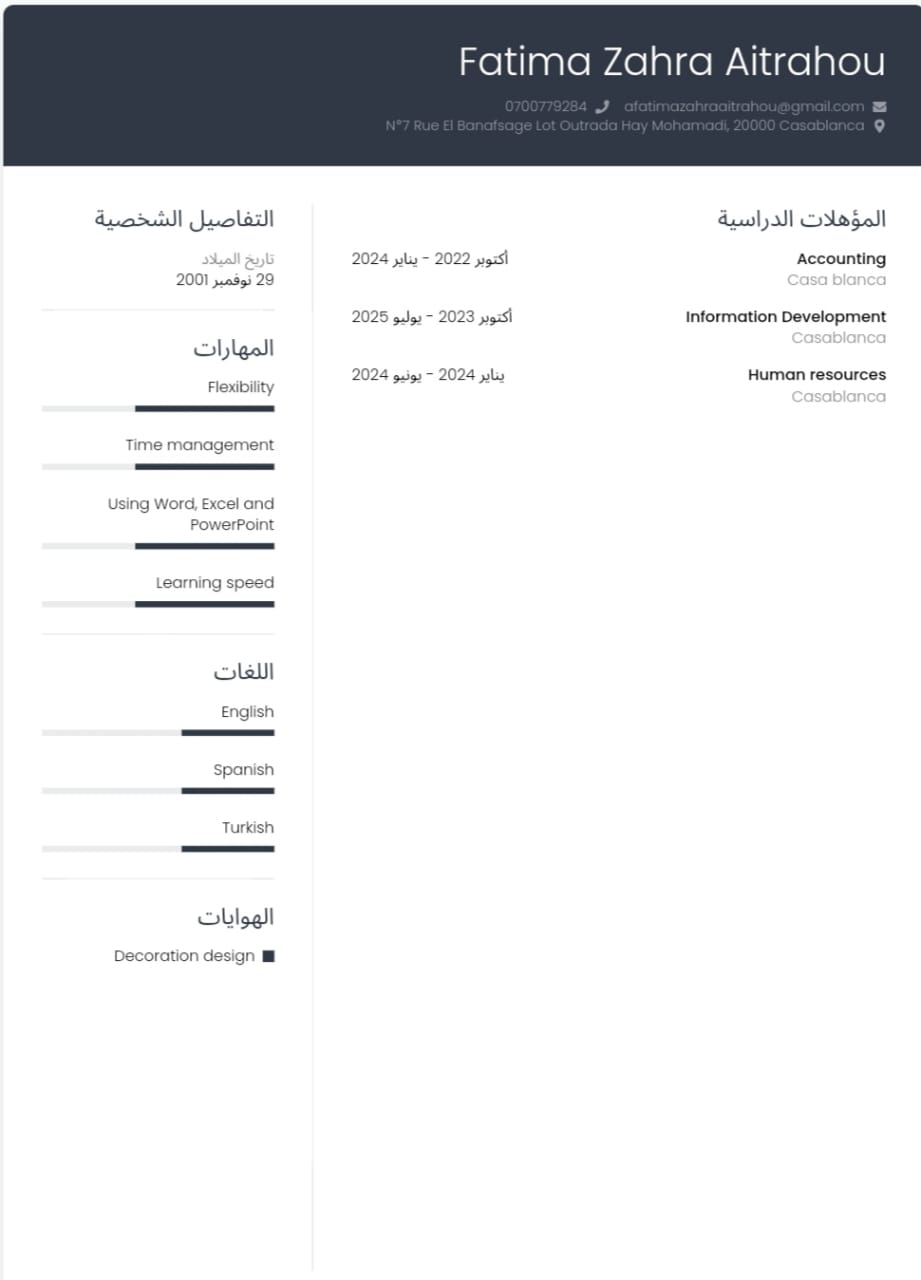 Fatima Zahra Aitrahou
afatimazahraaitrahou@gmail.com 0700779284
N°7 Rue El Banafsage Lot Outrada Hay Mohamadi, 20000 Casablanca
المؤهلات الدراسية
Accounting
أكتوبر 2022 - يناير 2024
Casa blanca
Information Development
أكتوبر 2023 - يوليو 2025
Casablanca
Human resources
يناير 2024 - يونيو 2024
Casablanca
التفاصيل الشخصية
تاريخ الميلاد
29 نوفمبر 2001
المهارات
Flexibility
Time management
Using Word, Excel and
PowerPoint
Learning speed
اللغات
English
Spanish
Turkish
الهوايات
Decoration design